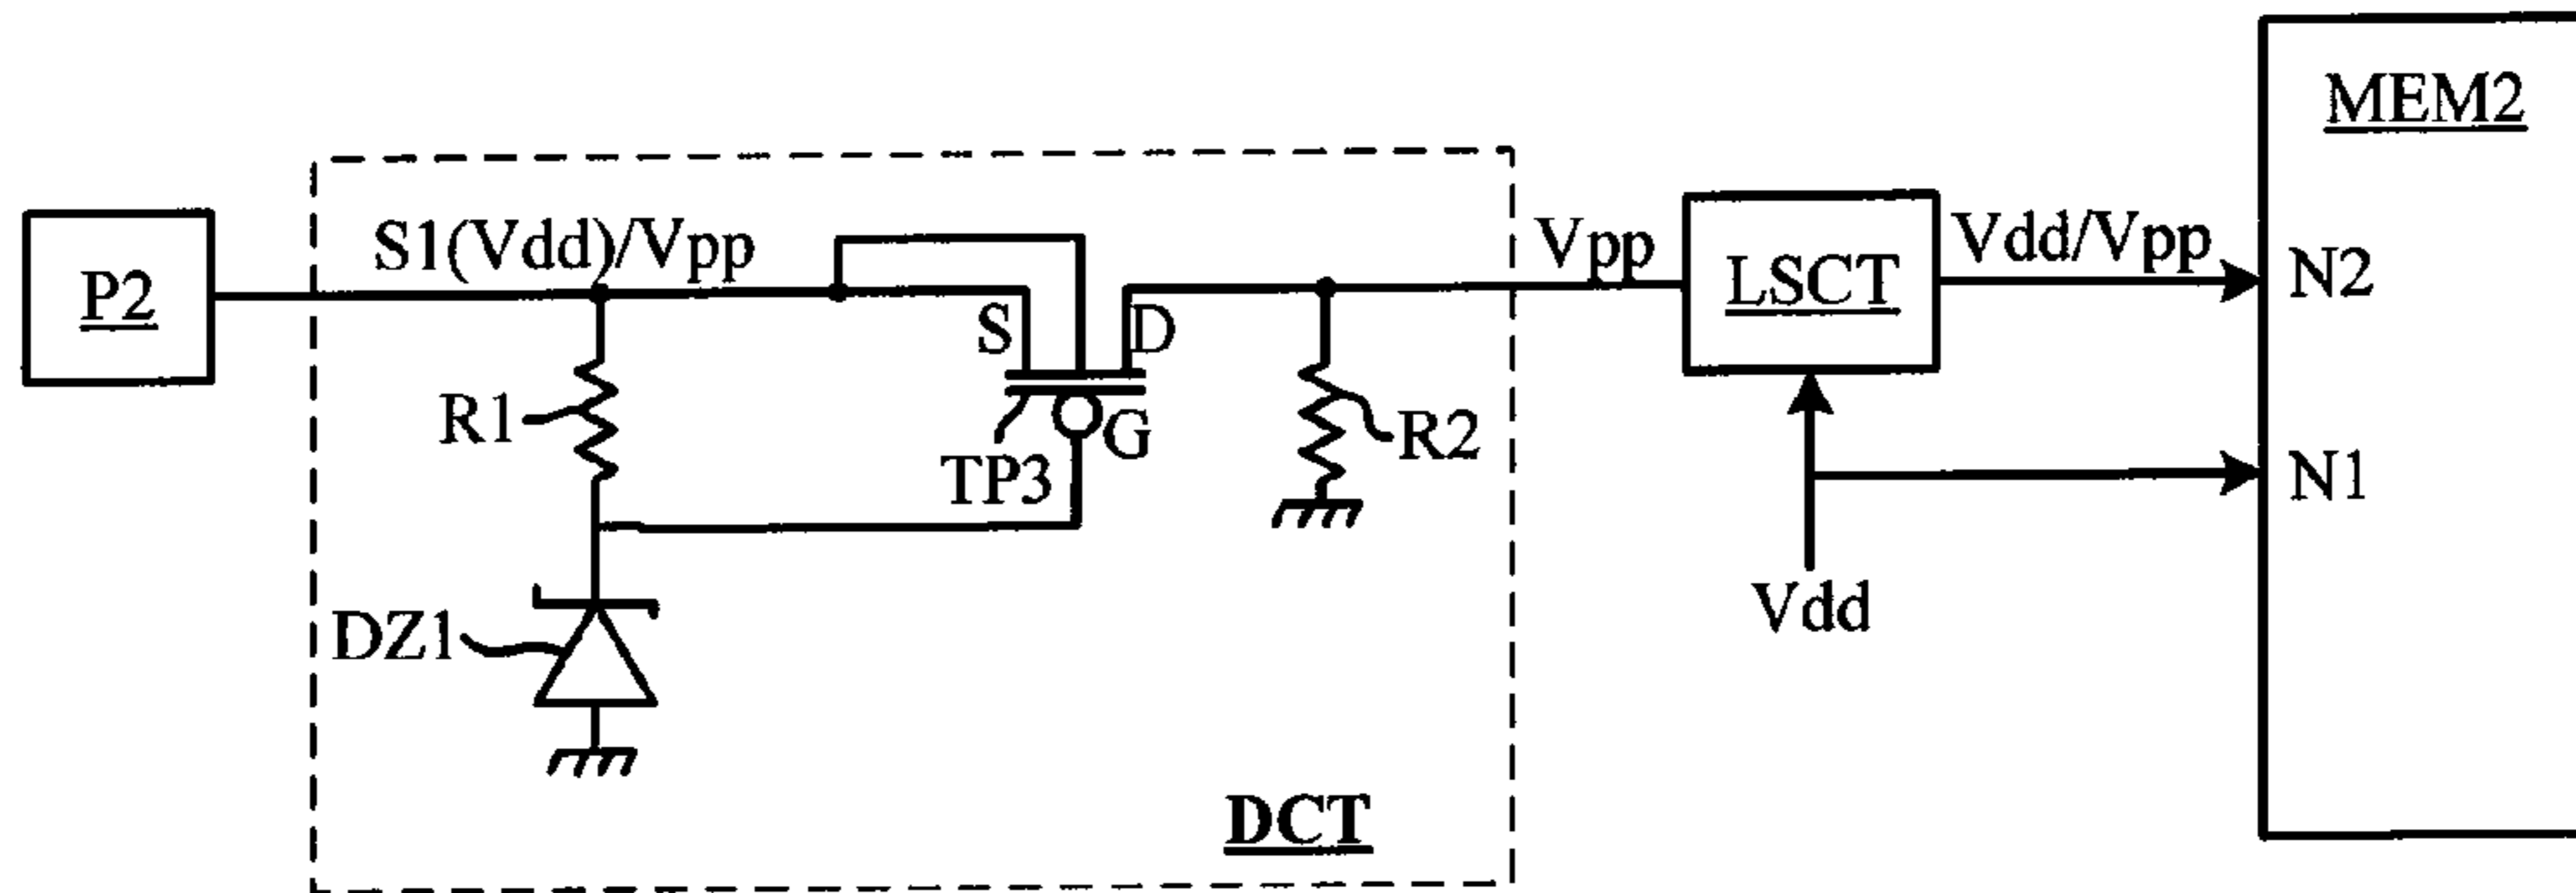 MEM2
S1(Vdd)/Vpp
Vpp
Vdd/Vpp
P2
LSCT
N2
S
D
R1
G
R2
TP3
N1
Vdd
DZ1
DCT